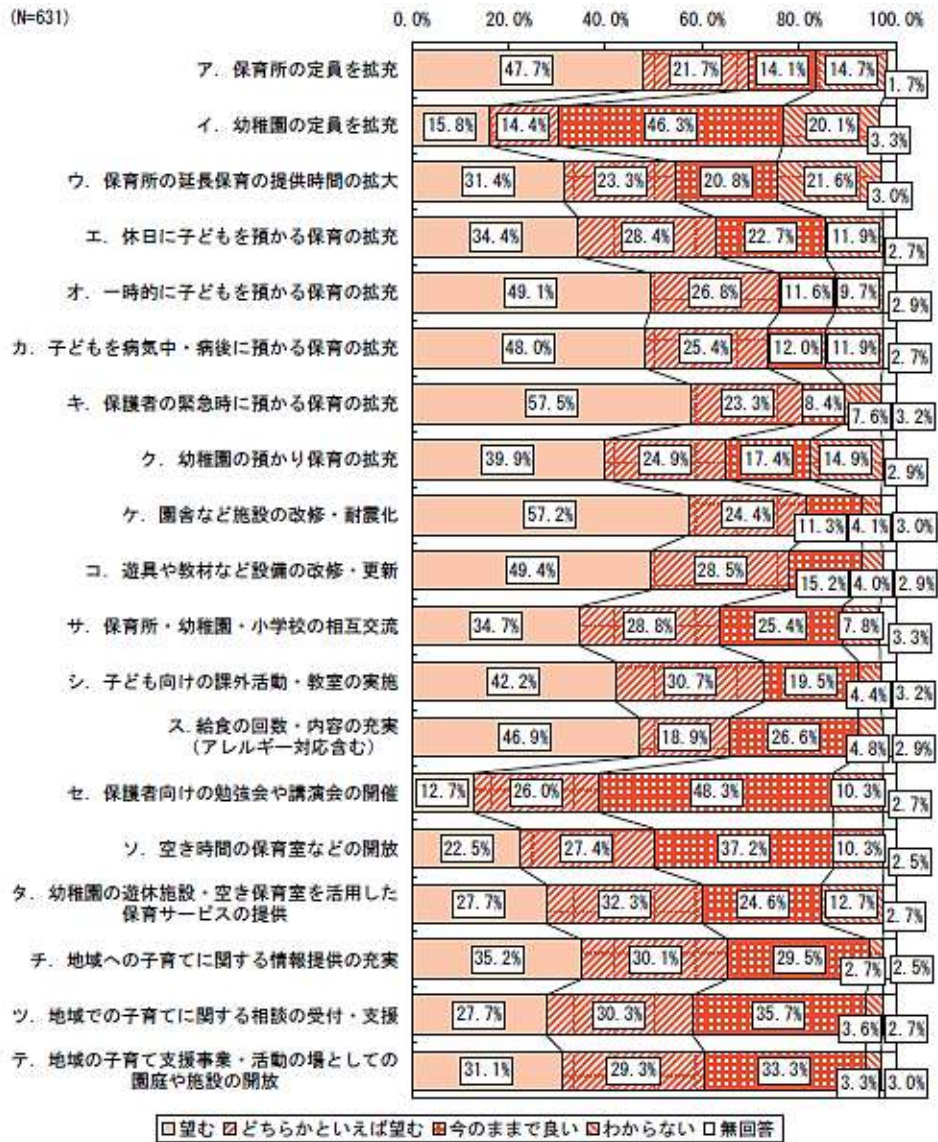 (N=631)
0.0% 20.0% 40.0% 60.0% 80.0% 100.0%
ア. 保育所の定員を拡充 47.7% 21.7% 14.1% 14.7% 1.7%
イ. 幼稚園の定員を拡充 15.8% 14.4% 46.3% 20.1% 3.3%
ウ. 保育所の延長保育の提供時間の拡大 31.4% 23.3% 20.8% 21.6% 3.0%
エ. 休日に子どもを預かる保育の拡充 34.4% 28.4% 22.7% 11.9% 2.7%
オ. 一時的に子どもを預かる保育の拡充 49.1% 26.8% 11.6% 9.7% 2.9%
カ. 子どもを病気中・病後に預かる保育の拡充 48.0% 25.4% 12.0% 11.9% 2.7%
キ. 保護者の緊急時に預かる保育の拡充 57.5% 23.3% 8.4% 7.6% 3.2%
ク. 幼稚園の預かり保育の拡充 39.9% 24.9% 17.4% 14.9% 2.9%
ケ. 園舎など施設の改修・耐震化 57.2% 24.4% 11.3% 4.1% 3.0%
コ. 遊具や教材など設備の改修・更新 49.4% 28.5% 15.2% 4.0% 2.9%
サ. 保育所・幼稚園・小学校の相互交流 34.7% 28.8% 25.4% 7.8% 3.3%
シ. 子ども向けの課外活動・教室の実施 42.2% 30.7% 19.5% 4.4% 3.2%
ス. 給食の回数・内容の充実
(アレルギー対応含む) 46.9% 18.9% 26.6% 4.8% 2.9%
セ. 保護者向けの勉強会や講演会の開催 12.7% 26.0% 48.3% 10.3% 2.7%
ソ. 空き時間の保育室などの開放 22.5% 27.4% 37.2% 10.3% 2.5%
タ. 幼稚園の遊休施設・空き保育室を活用した
保育サービスの提供 27.7% 32.3% 24.6% 12.7% 2.7%
チ. 地域への子育てに関する情報提供の充実 35.2% 30.1% 29.5% 2.7% 2.5%
ツ. 地域での子育てに関する相談の受付・支援 27.7% 30.3% 35.7% 3.6% 2.7%
テ. 地域の子育て支援事業・活動の場としての
園庭や施設の開放 31.1% 29.3% 33.3% 3.3% 3.0%
望む どちらかといえば望む 今のままで良い わからない 無回答